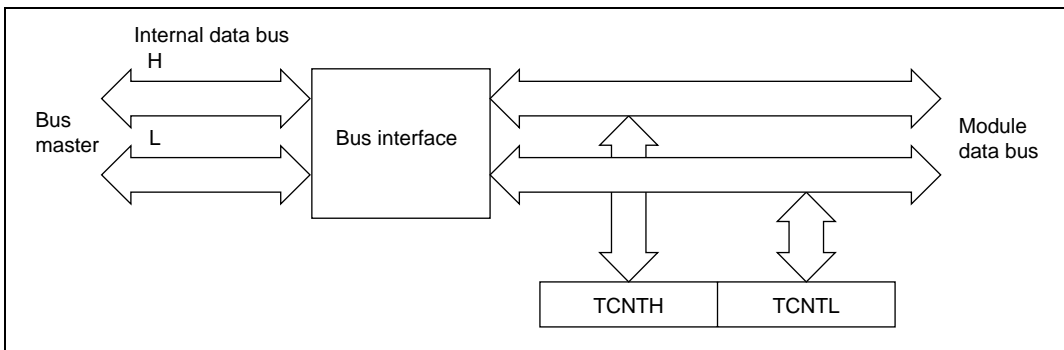 Internal data bus
H
Bus
master
L
Bus interface
Module
data bus
TCNTH
TCNTL